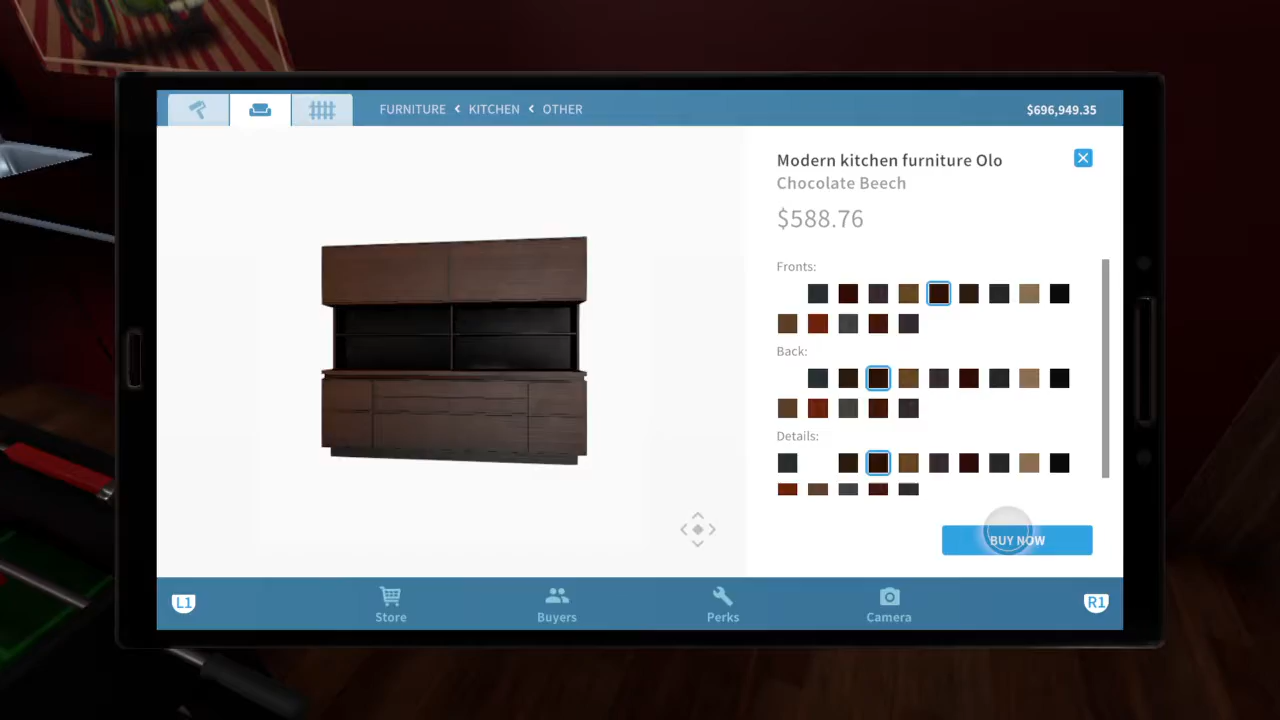 FURNITURE < KITCHEN < OTHER
$696,949.35
Modern kitchen furniture Olo
Chocolate Beech
$588.76
Fronts:
Back:
Details:
BUY NOW
L1
Store
Buyers
Perks
Camera
R1